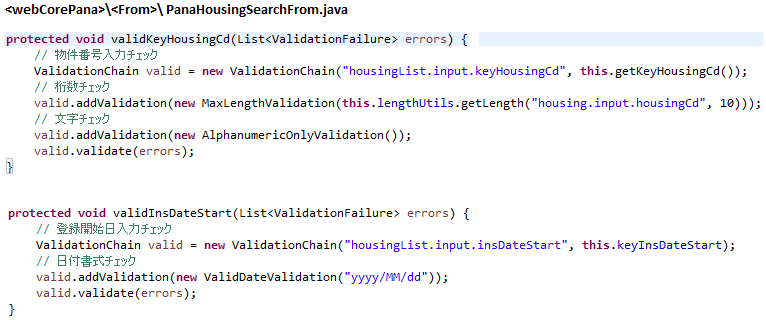 <webCorePana>\<From>\ PanaHousingSearchFrom.java
protected void validKeyHousingCd(List<ValidationFailure> errors) {
// 物件番号入力チェック
ValidationChain valid = new ValidationChain("housingList.input.keyHousingCd", this.getKeyHousingCd());
// 桁数チェック
valid.addValidation(new MaxLengthValidation(this.lengthUtils.getLength("housing.input.housingCd", 10)));
// 文字チェック
valid.addValidation(new AlphanumericOnlyValidation());
valid.validate(errors);
}
protected void validInsDateStart(List<ValidationFailure> errors) {
// 登録開始日入力チェック
ValidationChain valid = new ValidationChain("housingList.input.insDateStart", this.keyInsDateStart);
// 日付書式チェック
valid.addValidation(new ValidDateValidation("yyyy/MM/dd"));
valid.validate(errors);
}